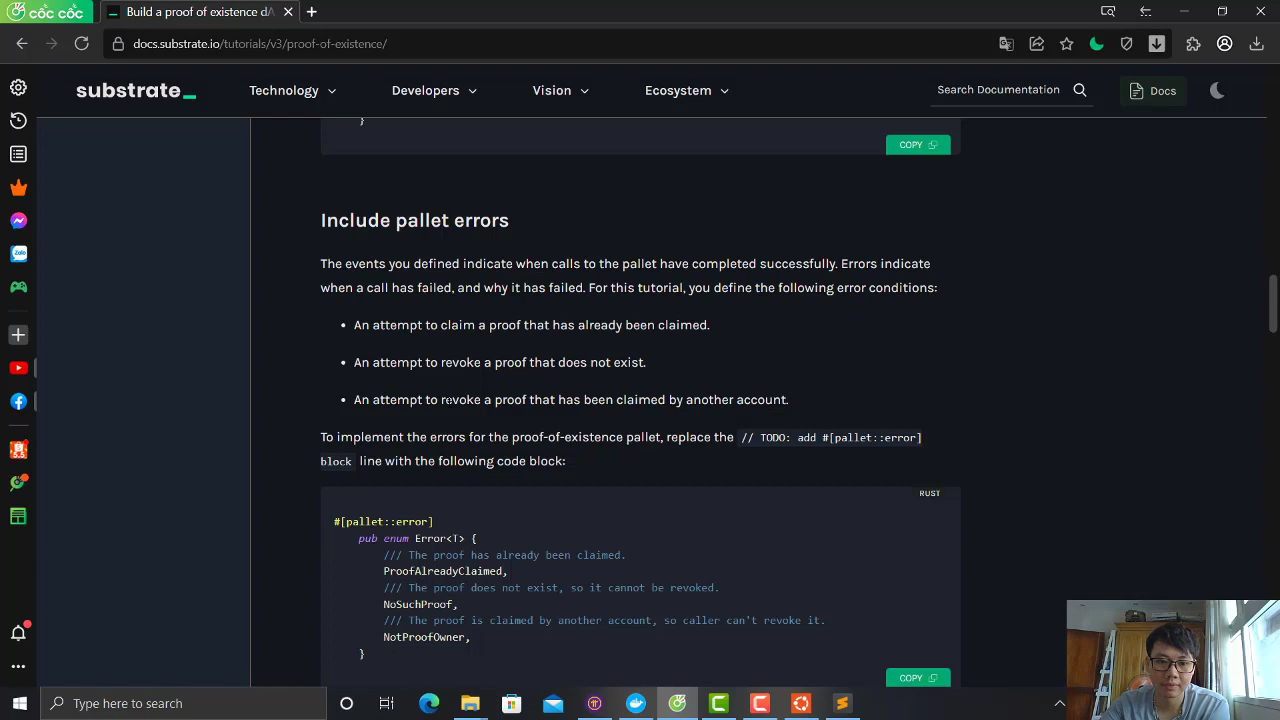 cốc cốc
Build a proof of existence dA
docs.substrate.io/tutorials/v3/proof-of-existence/
substrate_
Technology
Developers
Vision
Ecosystem
Search Documentation
Docs
}
COPY
Include pallet errors
The events you defined indicate when calls to the pallet have completed successfully. Errors indicate
when a call has failed, and why it has failed. For this tutorial, you define the following error conditions:
• An attempt to claim a proof that has already been claimed.
• An attempt to revoke a proof that does not exist.
• An attempt to revoke a proof that has been claimed by another account.
To implement the errors for the proof-of-existence pallet, replace the // TODO: add #[pallet::error]
block line with the following code block:
RUST
#[pallet::error]
pub enum Error<T> {
/// The proof has already been claimed.
ProofAlreadyClaimed,
/// The proof does not exist, so it cannot be revoked.
NoSuchProof,
/// The proof is claimed by another account, so caller can't revoke it.
NotProofOwner,
}
COPY
Zalo
Type here to search